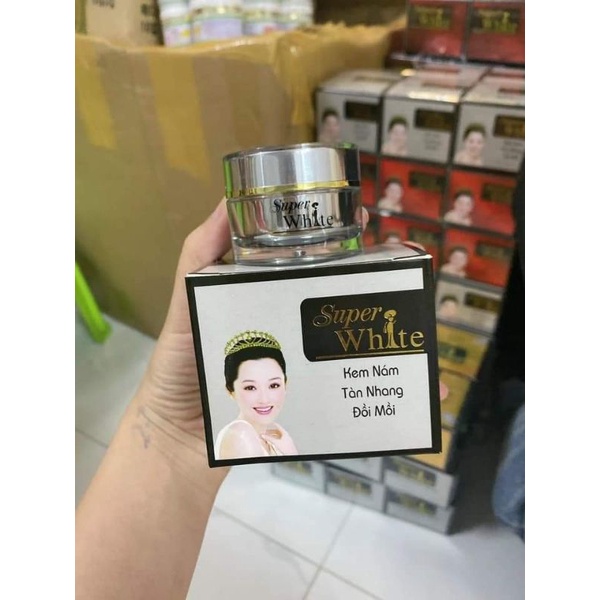 Super
White
Super
White
Kem Nám
Tàn Nhang
Đồi Mồi